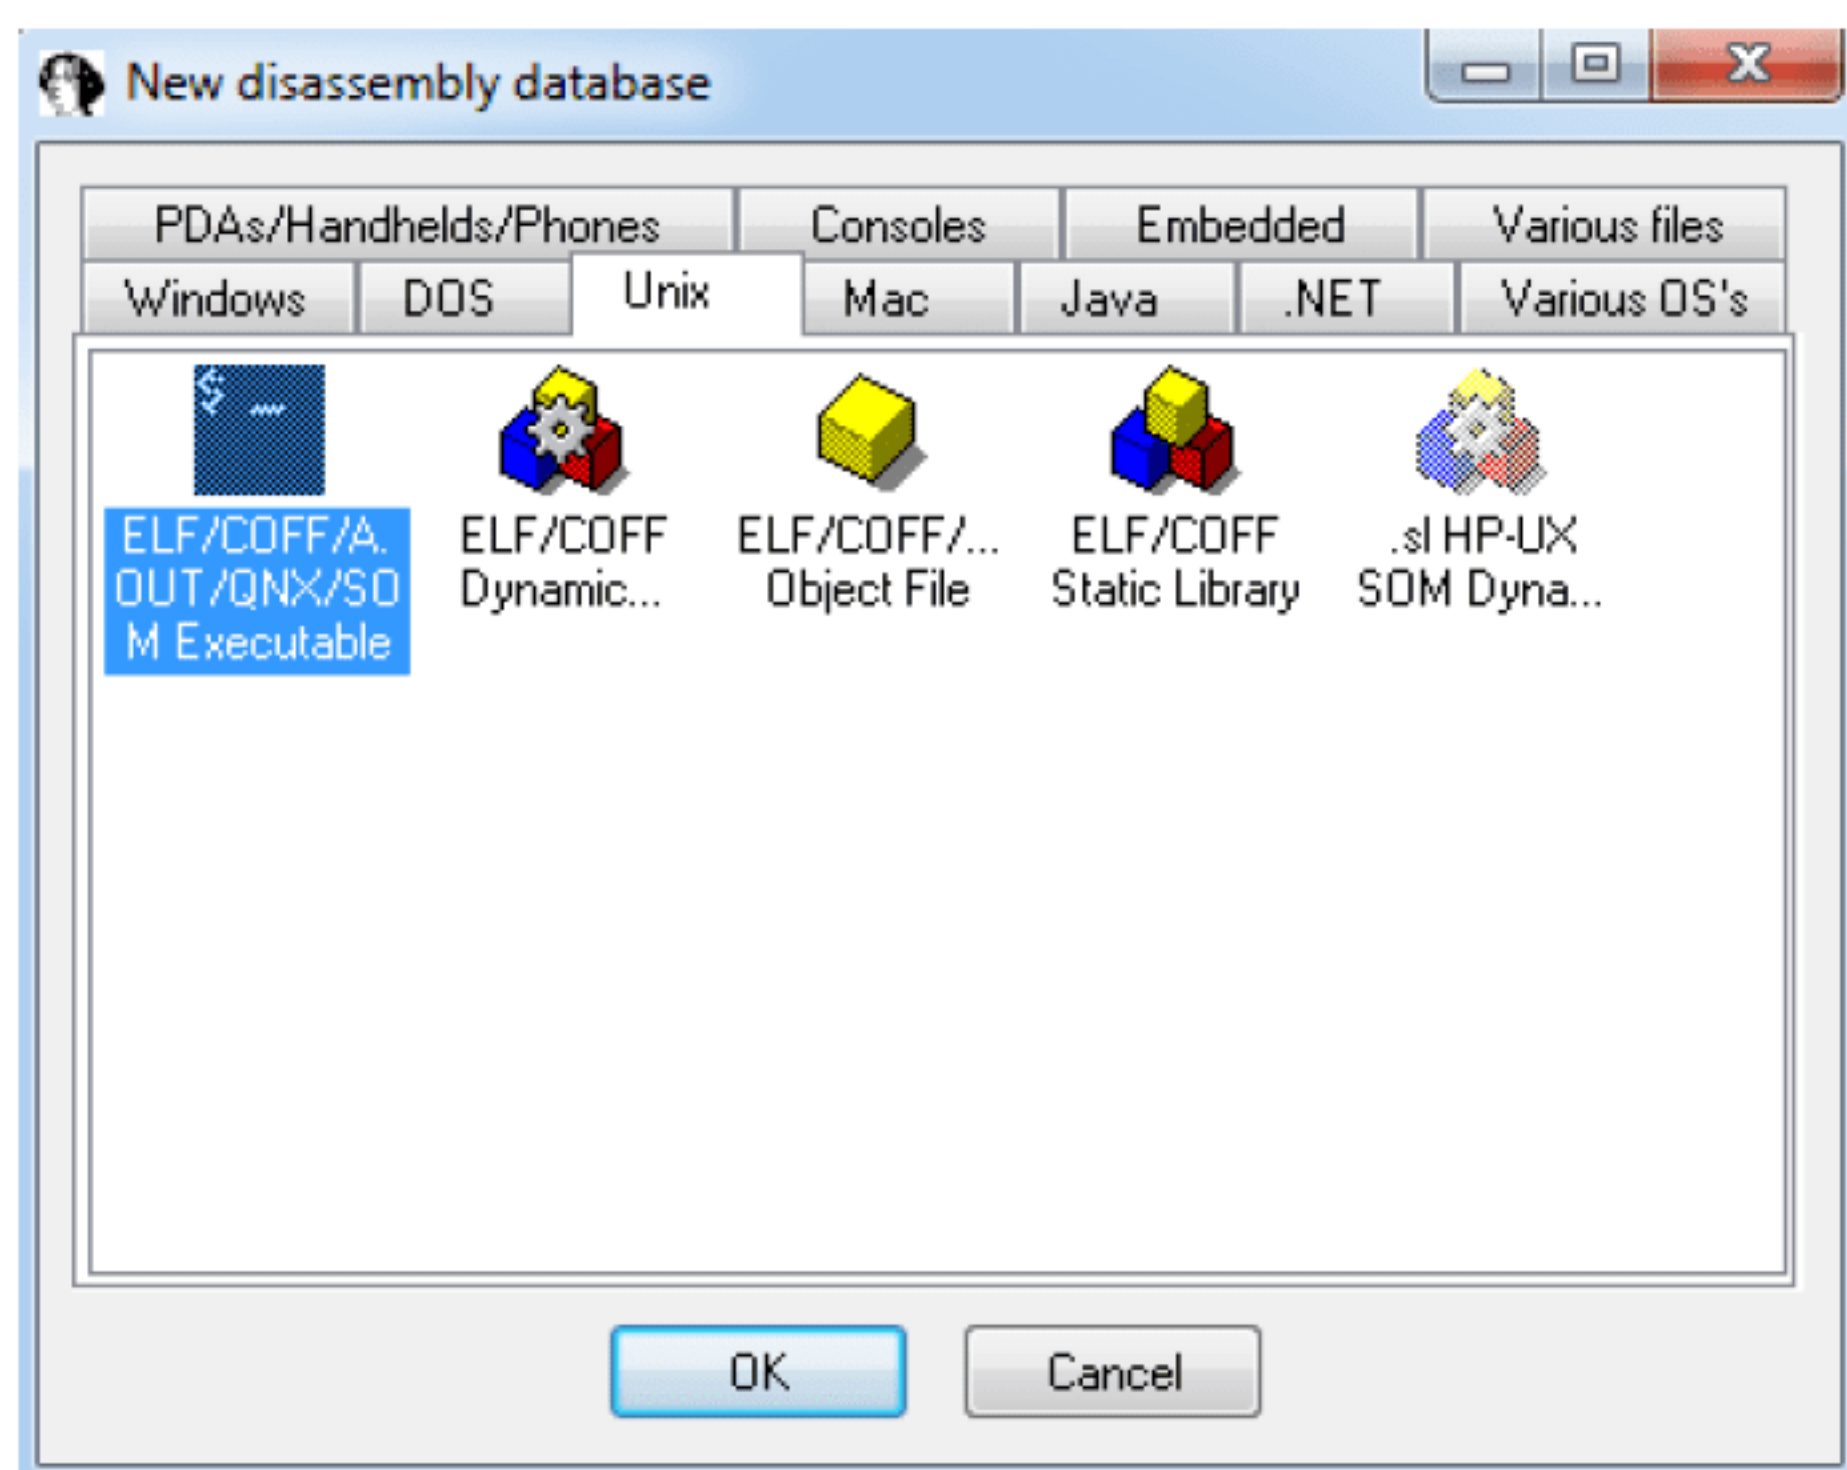 New disassembly database
PDAs/Handhelds/Phones Consoles Embedded Various files
Windows DOS Unix Mac Java .NET Various OS's
$ _
ELF/COFF/A. ELF/COFF ELF/COFF/... ELF/COFF .sl HP-UX
OUT/QNX/SO Dynamic... Object File Static Library SOM Dyna...
M Executable
OK Cancel